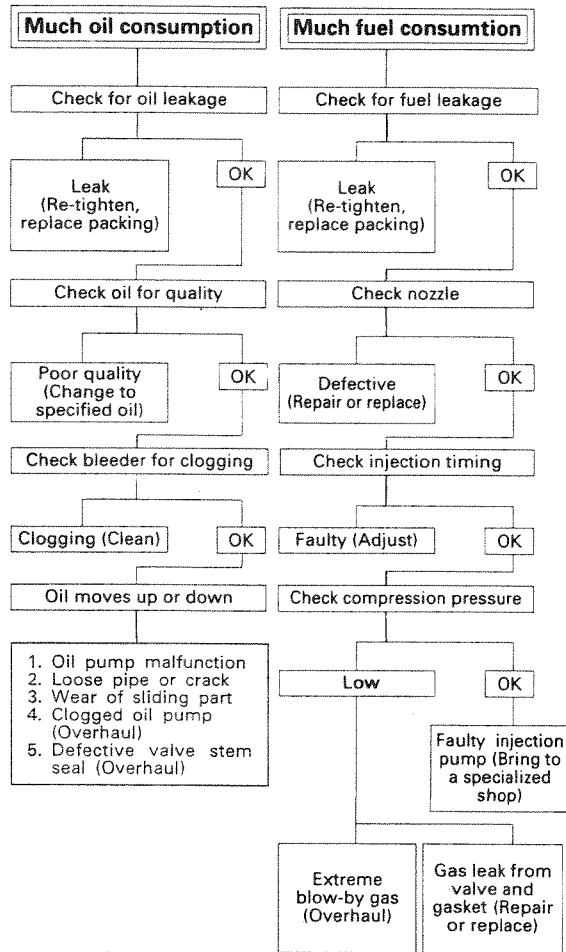 Much oil consumption
Check for oil leakage
Leak
(Re-tighten,
replace packing)
OK
Check oil for quality
Poor quality
(Change to
specified oil)
OK
Check bleeder for clogging
Clogging (Clean)
OK
Oil moves up or down
1. Oil pump malfunction
2. Loose pipe or crack
3. Wear of sliding part
4. Clogged oil pump
(Overhaul)
5. Defective valve stem
seal (Overhaul)
Much fuel consumtion
Check for fuel leakage
Leak
(Re-tighten,
replace packing)
OK
Check nozzle
Defective
(Repair or replace)
OK
Check injection timing
Faulty (Adjust)
OK
Check compression pressure
Low
OK
Faulty injection
pump (Bring to
a specialized
shop)
Extreme
blow-by gas
(Overhaul)
Gas leak from
valve and
gasket (Repair
or replace)